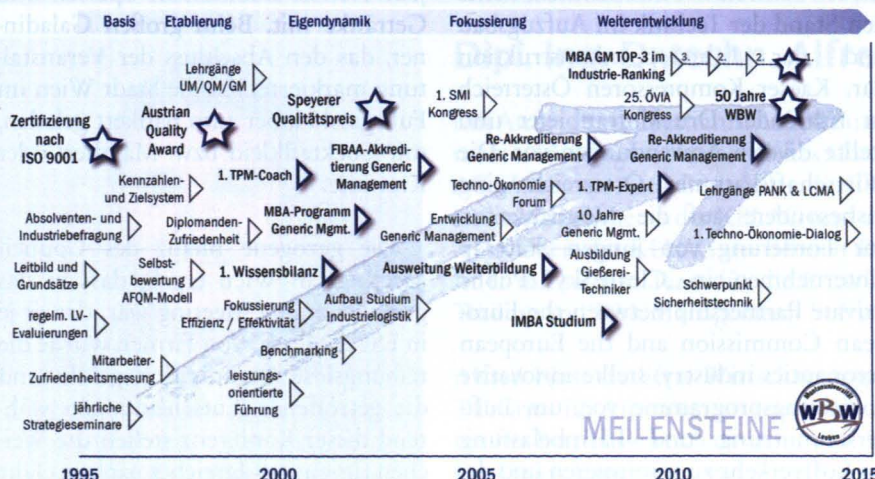 Basis Etablierung Eigendynamik Fokussierung Weiterentwicklung
Lehrgänge
UM/QM/GM
MBA GM TOP-3 im
Industrie-Ranking
3. 2. 2. 1.
Zertifizierung
nach
ISO 9001
Austrian
Quality
Award
Speyerer
Qualitätspreis
1. SMI
Kongress
25. ÖVIA
Kongress
50 Jahre
WBW
Kennzahlen-
und Zielsystem
1. TPM-Coach
FIBAA-Akkredi-
tierung Generic
Management
Re-Akkreditierung
Generic Management
Re-Akkreditierung
Generic Management
Absolventen- und
Industriebefragung
Diplomanden-
Zufriedenheit
MBA-Programm
Generic Mgmt.
Techno-Ökonomie
Forum
1. TPM-Expert
Lehrgänge PANK & LCMA
Entwicklung
Generic Management
10 Jahre
Generic Mgmt.
1. Techno-Ökonomie-Dialog
Leitbild und
Grundsätze
Selbst-
bewertung
AFQM-Modell
1. Wissensbilanz
Ausweitung Weiterbildung
Ausbildung
Gießerei-
Techniker
Schwerpunkt
Sicherheitstechnik
regelm. LV-
Evaluierungen
Fokussierung
Effizienz / Effektivität
Aufbau Studium
Industrielogistik
IMBA Studium
Mitarbeiter-
Zufriedenheitsmessung
Benchmarking
leistungs-
orientierte
Führung
Jährliche
Strategieseminare
MEILENSTEINE
WBW
Leoben
1995 2000 2005 2010 2015